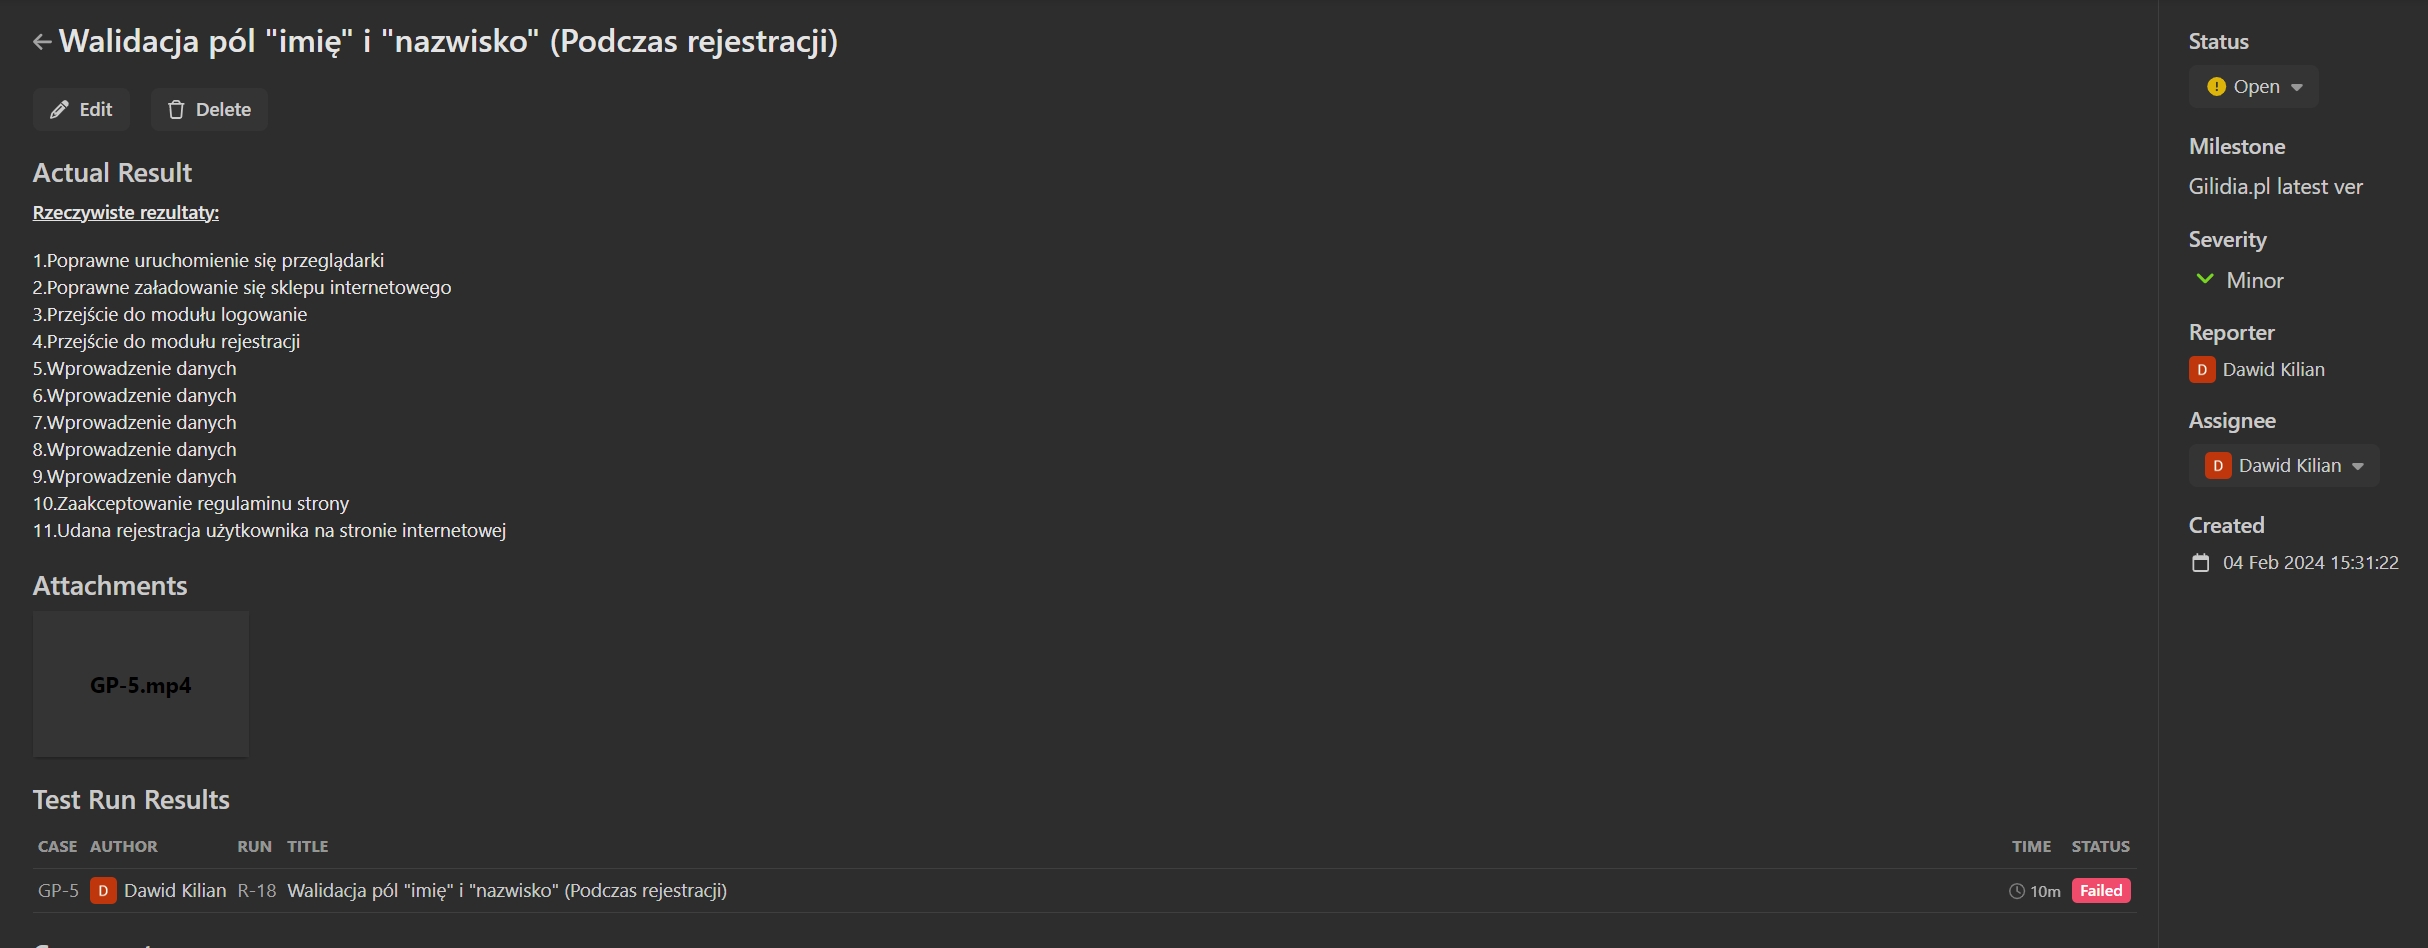 Walidacja pól "imię" i "nazwisko" (Podczas rejestracji)
Edit
Delete
Actual Result
Rzeczywiste rezultaty:
1.Poprawne uruchomienie się przeglądarki
2.Poprawne załadowanie się sklepu internetowego
3.Przejście do modułu logowanie
4.Przejście do modułu rejestracji
5.Wprowadzenie danych
6.Wprowadzenie danych
7.Wprowadzenie danych
8.Wprowadzenie danych
9.Wprowadzenie danych
10.Zaakceptowanie regulaminu strony
11.Udana rejestracja użytkownika na stronie internetowej
Attachments
GP-5.mp4
Test Run Results
CASE AUTHOR RUN TITLE TIME STATUS
GP-5 D Dawid Kilian R-18 Walidacja pól "imię" i "nazwisko" (Podczas rejestracji) 10m Failed
Status
Open
Milestone
Gilidia.pl latest ver
Severity
Minor
Reporter
D Dawid Kilian
Assignee
D Dawid Kilian
Created
04 Feb 2024 15:31:22